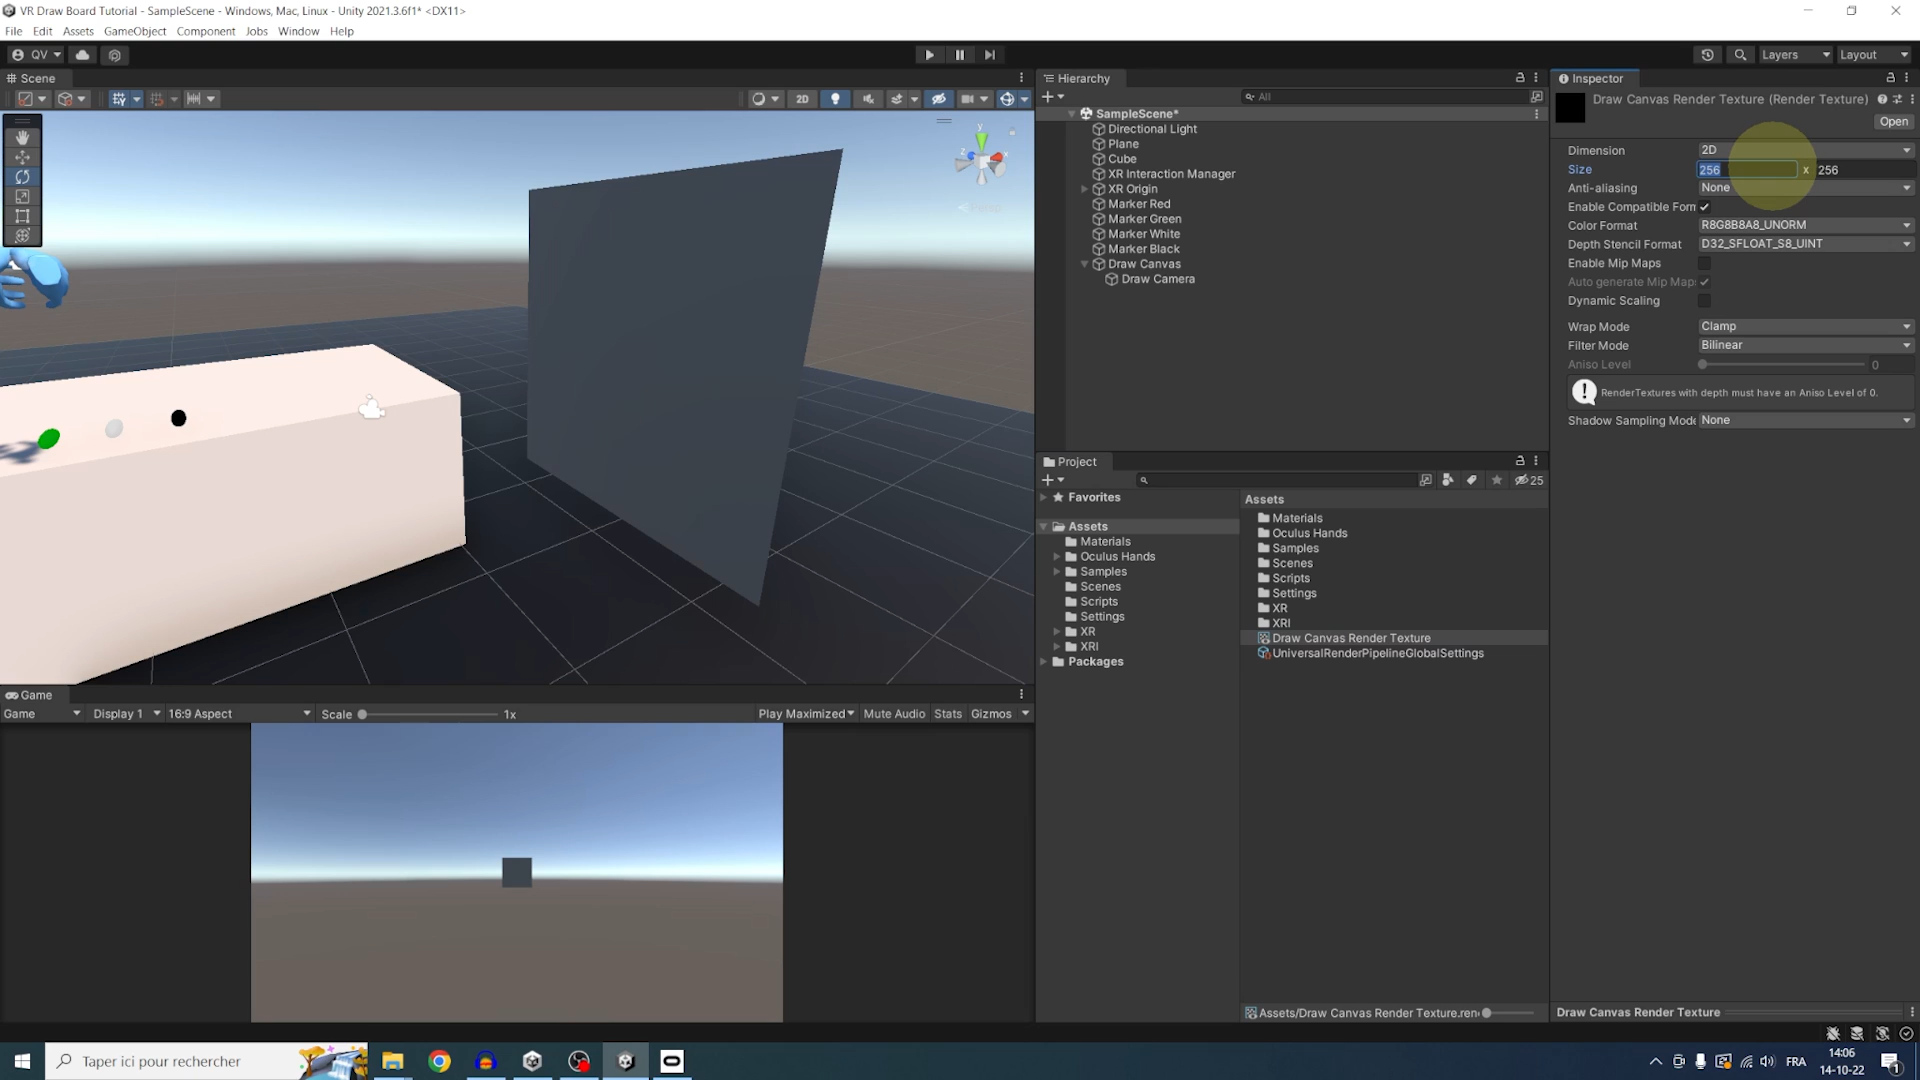 VR Draw Board Tutorial - SampleScene - Windows, Mac, Linux - Unity 2021.3.6f1* <DX11>
File Edit Assets GameObject Component Jobs Window Help
QV
Layers Layout
Scene
2D
y
x
z
Hierarchy
All
SampleScene*
Directional Light
Plane
Cube
XR Interaction Manager
XR Origin
Marker Red
Marker Green
Marker White
Marker Black
Draw Canvas
Draw Camera
Project
25
Favorites
Assets
Materials
Oculus Hands
Samples
Scenes
Scripts
Settings
XR
XRI
Packages
Assets
Materials
Oculus Hands
Samples
Scenes
Scripts
Settings
XR
XRI
Draw Canvas Render Texture
UniversalRenderPipelineGlobalSettings
Assets/Draw Canvas Render Texture.ren
Inspector
Draw Canvas Render Texture (Render Texture)
Open
Dimension 2D
Size 256 x 256
Anti-aliasing None
Enable Compatible Form
Color Format R8G8B8A8_UNORM
Depth Stencil Format D32_SFLOAT_S8_UINT
Enable Mip Maps
Auto generate Mip Maps
Dynamic Scaling
Wrap Mode Clamp
Filter Mode Bilinear
Aniso Level 0
RenderTextures with depth must have an Aniso Level of 0.
Shadow Sampling Mode None
Draw Canvas Render Texture
Game
Game Display 1 16:9 Aspect Scale 1x Play Maximized Mute Audio Stats Gizmos
Taper ici pour rechercher
FRA
14:06
14-10-22
1